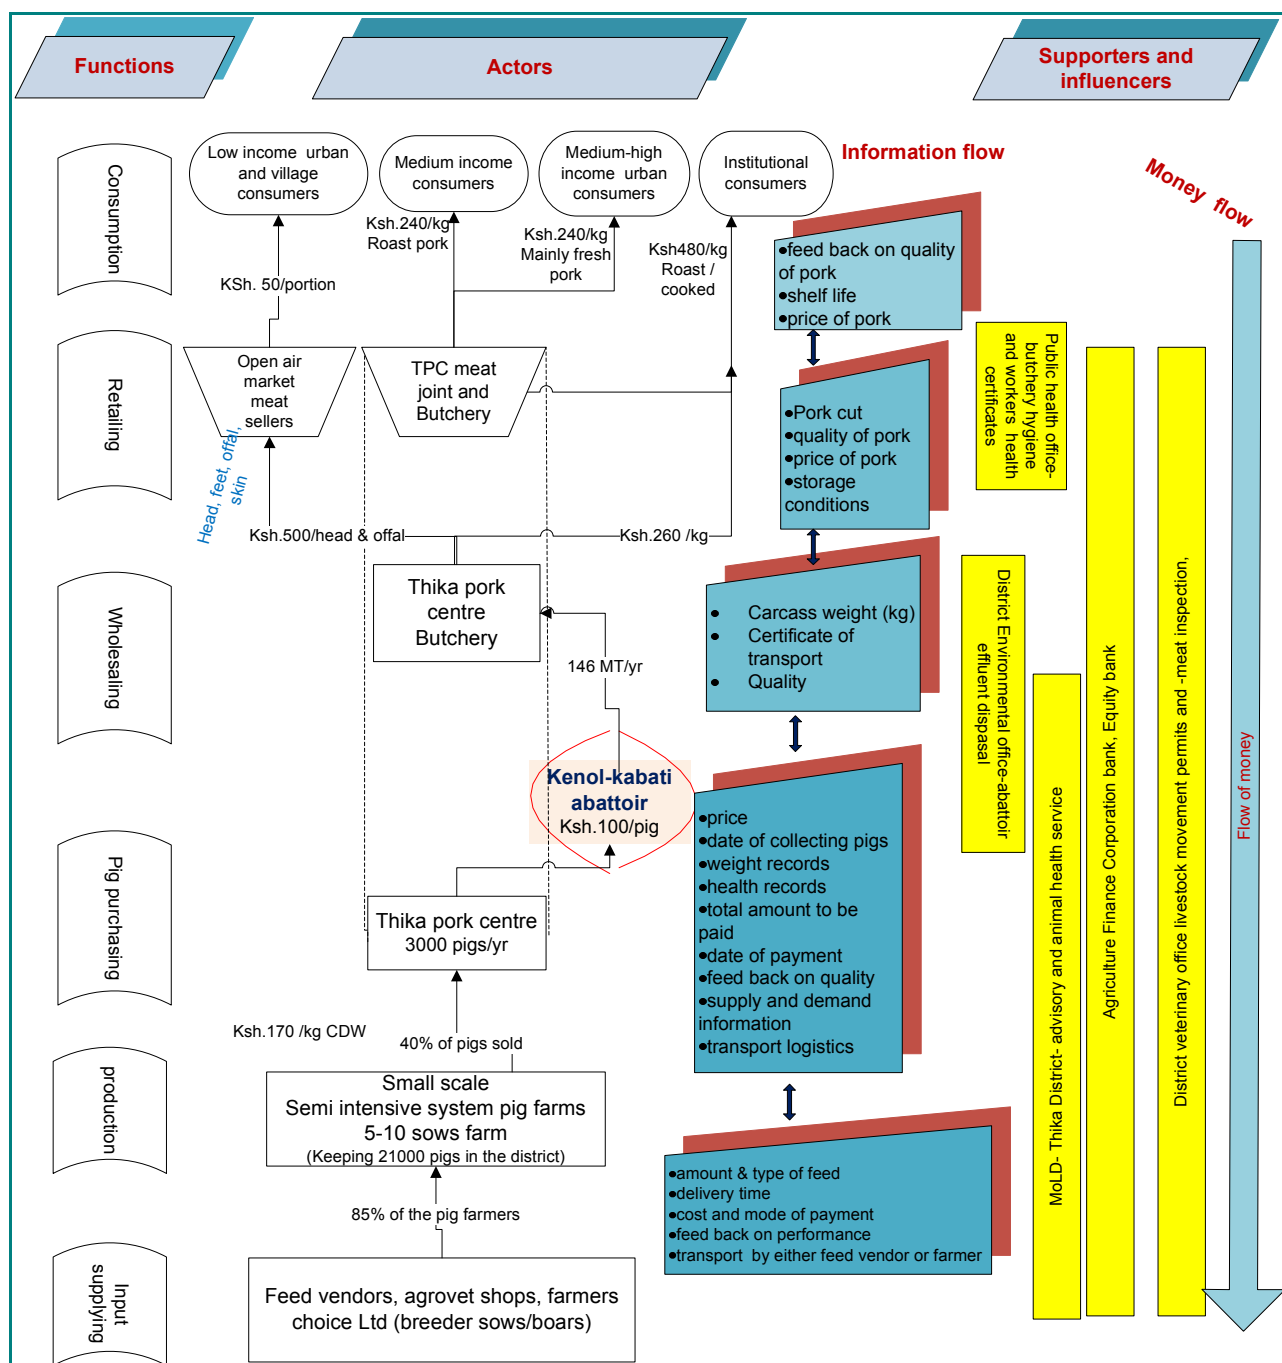 Functions
Actors
Supporters and
influencers
Consumption
Low income urban
and village
consumers
Medium income
consumers
Medium-high
income urban
consumers
Institutional
consumers
Information flow
Money flow
KSh. 50/portion
Ksh.240/kg
Roast pork
Ksh.240/kg
Mainly fresh
pork
Ksh480/kg
Roast /
cooked
•feed back on quality
of pork
•shelf life
•price of pork
Retailing
Open air
market
meat
sellers
TPC meat
joint and
Butchery
Head, feet, offal,
skin
•Pork cut
•quality of pork
•price of pork
•storage
conditions
Public health office-
butchery hygiene
and workers health
certificates
Ksh.500/head & offal
Ksh.260 /kg
Wholesaling
Thika pork
centre
Butchery
146 MT/yr
• Carcass weight (kg)
• Certificate of
transport
• Quality
District Environmental office-abattoir
effluent dispasal
Kenol-kabati
abattoir
Ksh.100/pig
Pig purchasing
Thika pork centre
3000 pigs/yr
•price
•date of collecting pigs
•weight records
•health records
•total amount to be
paid
•date of payment
•feed back on quality
•supply and demand
information
•transport logistics
MoLD- Thika District- advisory and animal health service
Agriculture Finance Corporation bank, Equity bank
District veterinary office livestock movement permits and -meat inspection,
Flow of money
Ksh.170 /kg CDW
40% of pigs sold
production
Small scale
Semi intensive system pig farms
5-10 sows farm
(Keeping 21000 pigs in the district)
•amount & type of feed
•delivery time
•cost and mode of payment
•feed back on performance
•transport by either feed vendor or farmer
85% of the pig farmers
Input
supplying
Feed vendors, agrovet shops, farmers
choice Ltd (breeder sows/boars)